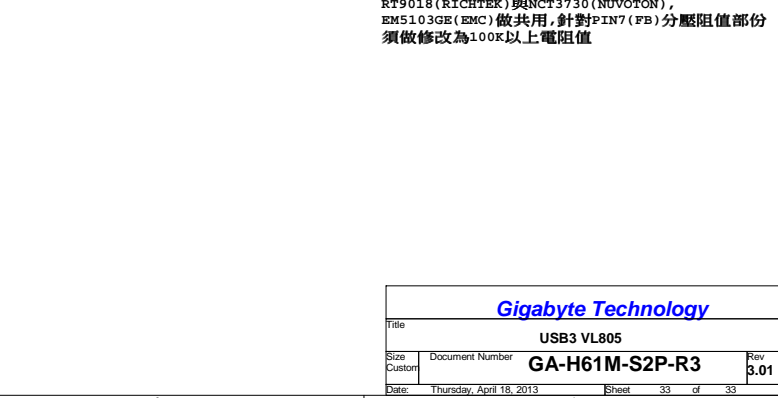 RT9018(RICHTEK)與NCT3730(NUVOTON),
EM5103GE(EMC)做共用,針對PIN7(FB)分壓阻值部份
須做修改為100K以上電阻值
Gigabyte Technology
Title
USB3 VL805
Size Document Number Rev
Custom GA-H61M-S2P-R3 3.01
Date: Thursday, April 18, 2013 Sheet 33 of 33